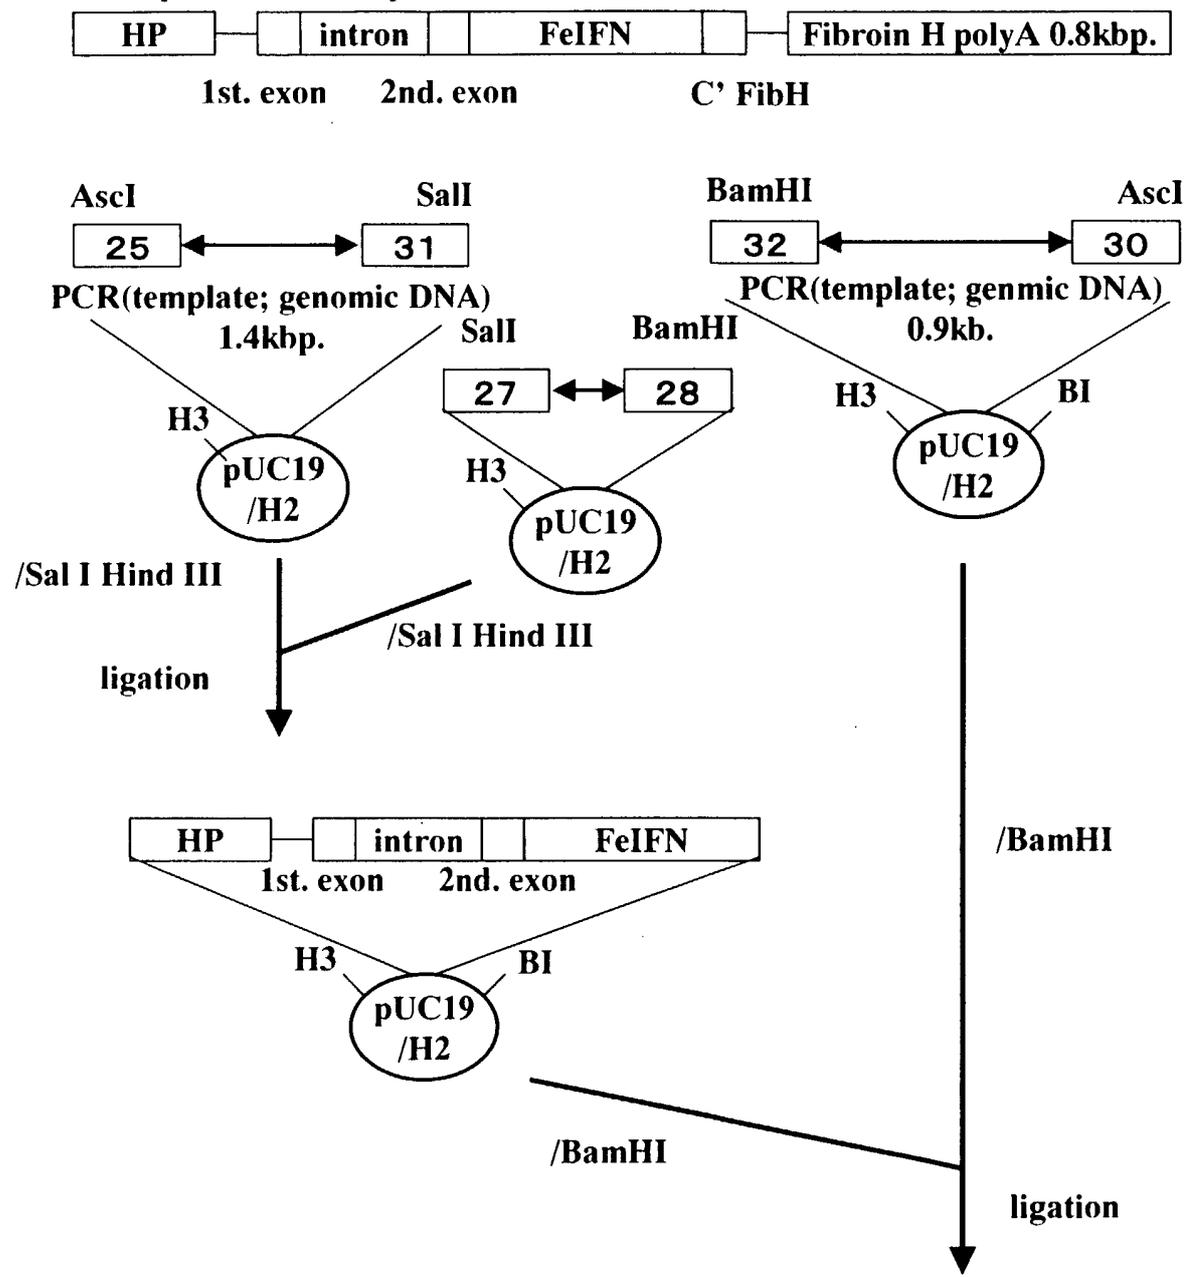 HP intron FeIFN Fibroin H polyA 0.8kbp.
1st. exon 2nd. exon C' FibH
AscI SalI BamHI AscI
25 31 32 30
PCR(template; genomic DNA) PCR(template; genmic DNA)
1.4kbp. SalI BamHI 0.9kb.
27 28
H3 H3 BI
pUC19
/H2
H3
pUC19
/H2
pUC19
/H2
/Sal I Hind III
/Sal I Hind III
ligation
HP intron FeIFN
/BamHI
1st. exon 2nd. exon
H3 BI
pUC19
/H2
/BamHI
ligation